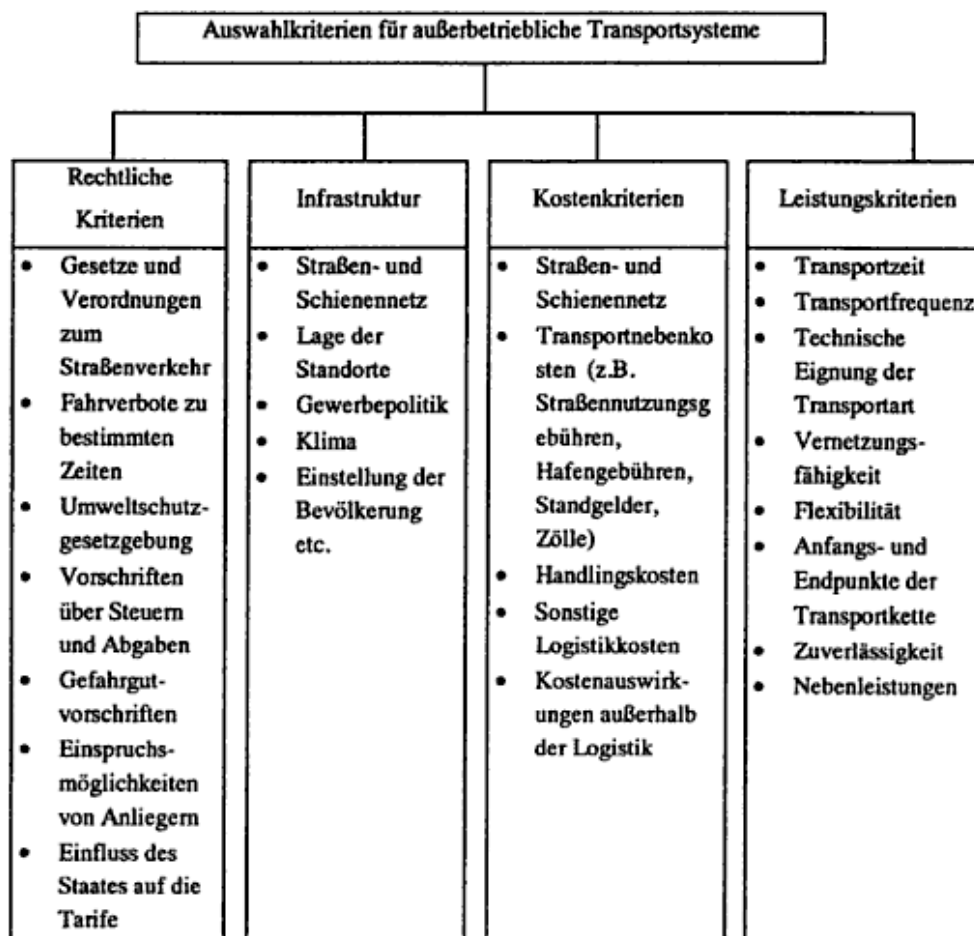 Auswahlkriterien für außerbetriebliche Transportsysteme
Rechtliche
Kriterien
• Gesetze und
Verordnungen
zum
Straßenverkehr
• Fahrverbote zu
bestimmten
Zeiten
• Umweltschutz-
gesetzgebung
• Vorschriften
über Steuern
und Abgaben
• Gefahrgut-
vorschriften
• Einspruchs-
möglichkeiten
von Anliegern
• Einfluss des
Staates auf die
Tarife
Infrastruktur
• Straßen- und
Schienennetz
• Lage der
Standorte
• Gewerbepolitik
• Klima
• Einstellung der
Bevölkerung
etc.
Kostenkriterien
• Straßen- und
Schienennetz
• Transportnebenko
sten (z.B.
Straßennutzungsg
ebühren,
Hafengebühren,
Standgelder,
Zölle)
• Handlingskosten
• Sonstige
Logistikkosten
• Kostenauswirk-
ungen außerhalb
der Logistik
Leistungskriterien
• Transportzeit
• Transportfrequenz
• Technische
Eignung der
Transportart
• Vernetzungs-
fähigkeit
• Flexibilität
• Anfangs- und
Endpunkte der
Transportkette
• Zuverlässigkeit
• Nebenleistungen